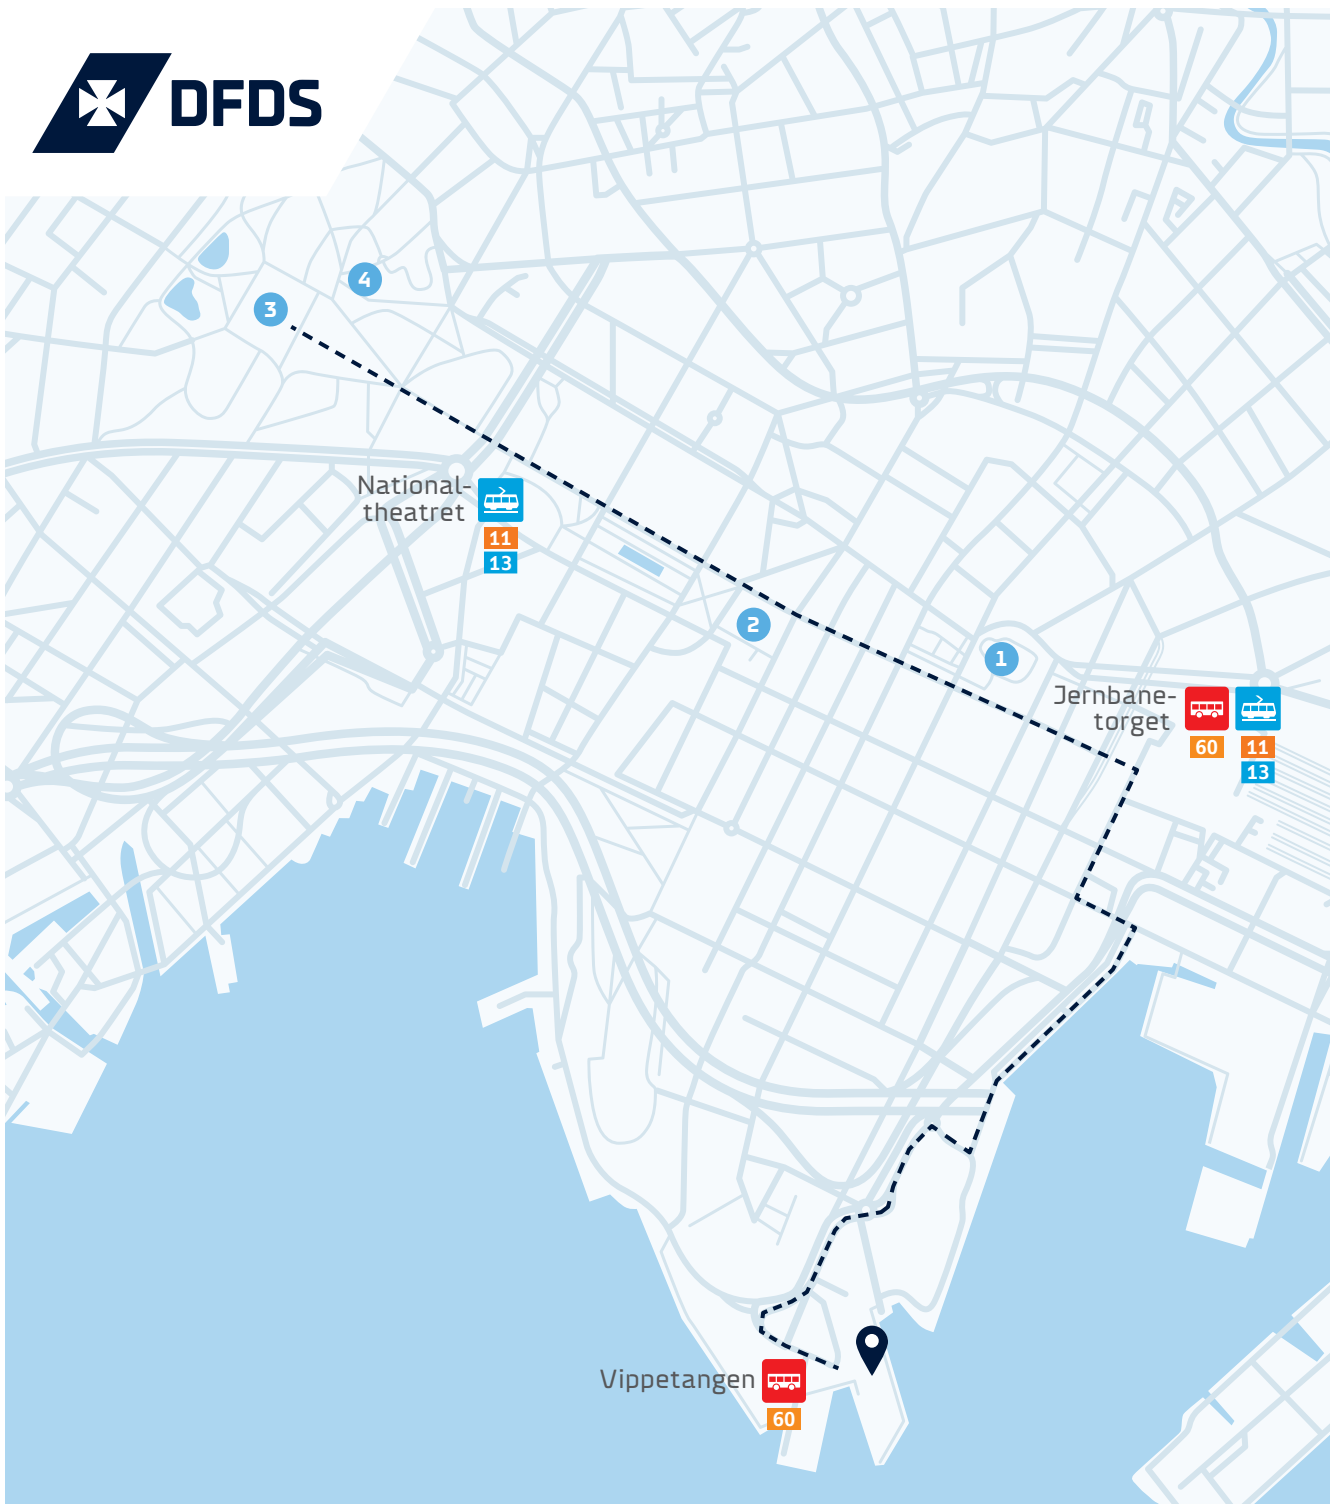 DFDS
4
3
National-
theatret
11
13
2
1
Jernbane-
torget
60
11
13
Vippetangen
60